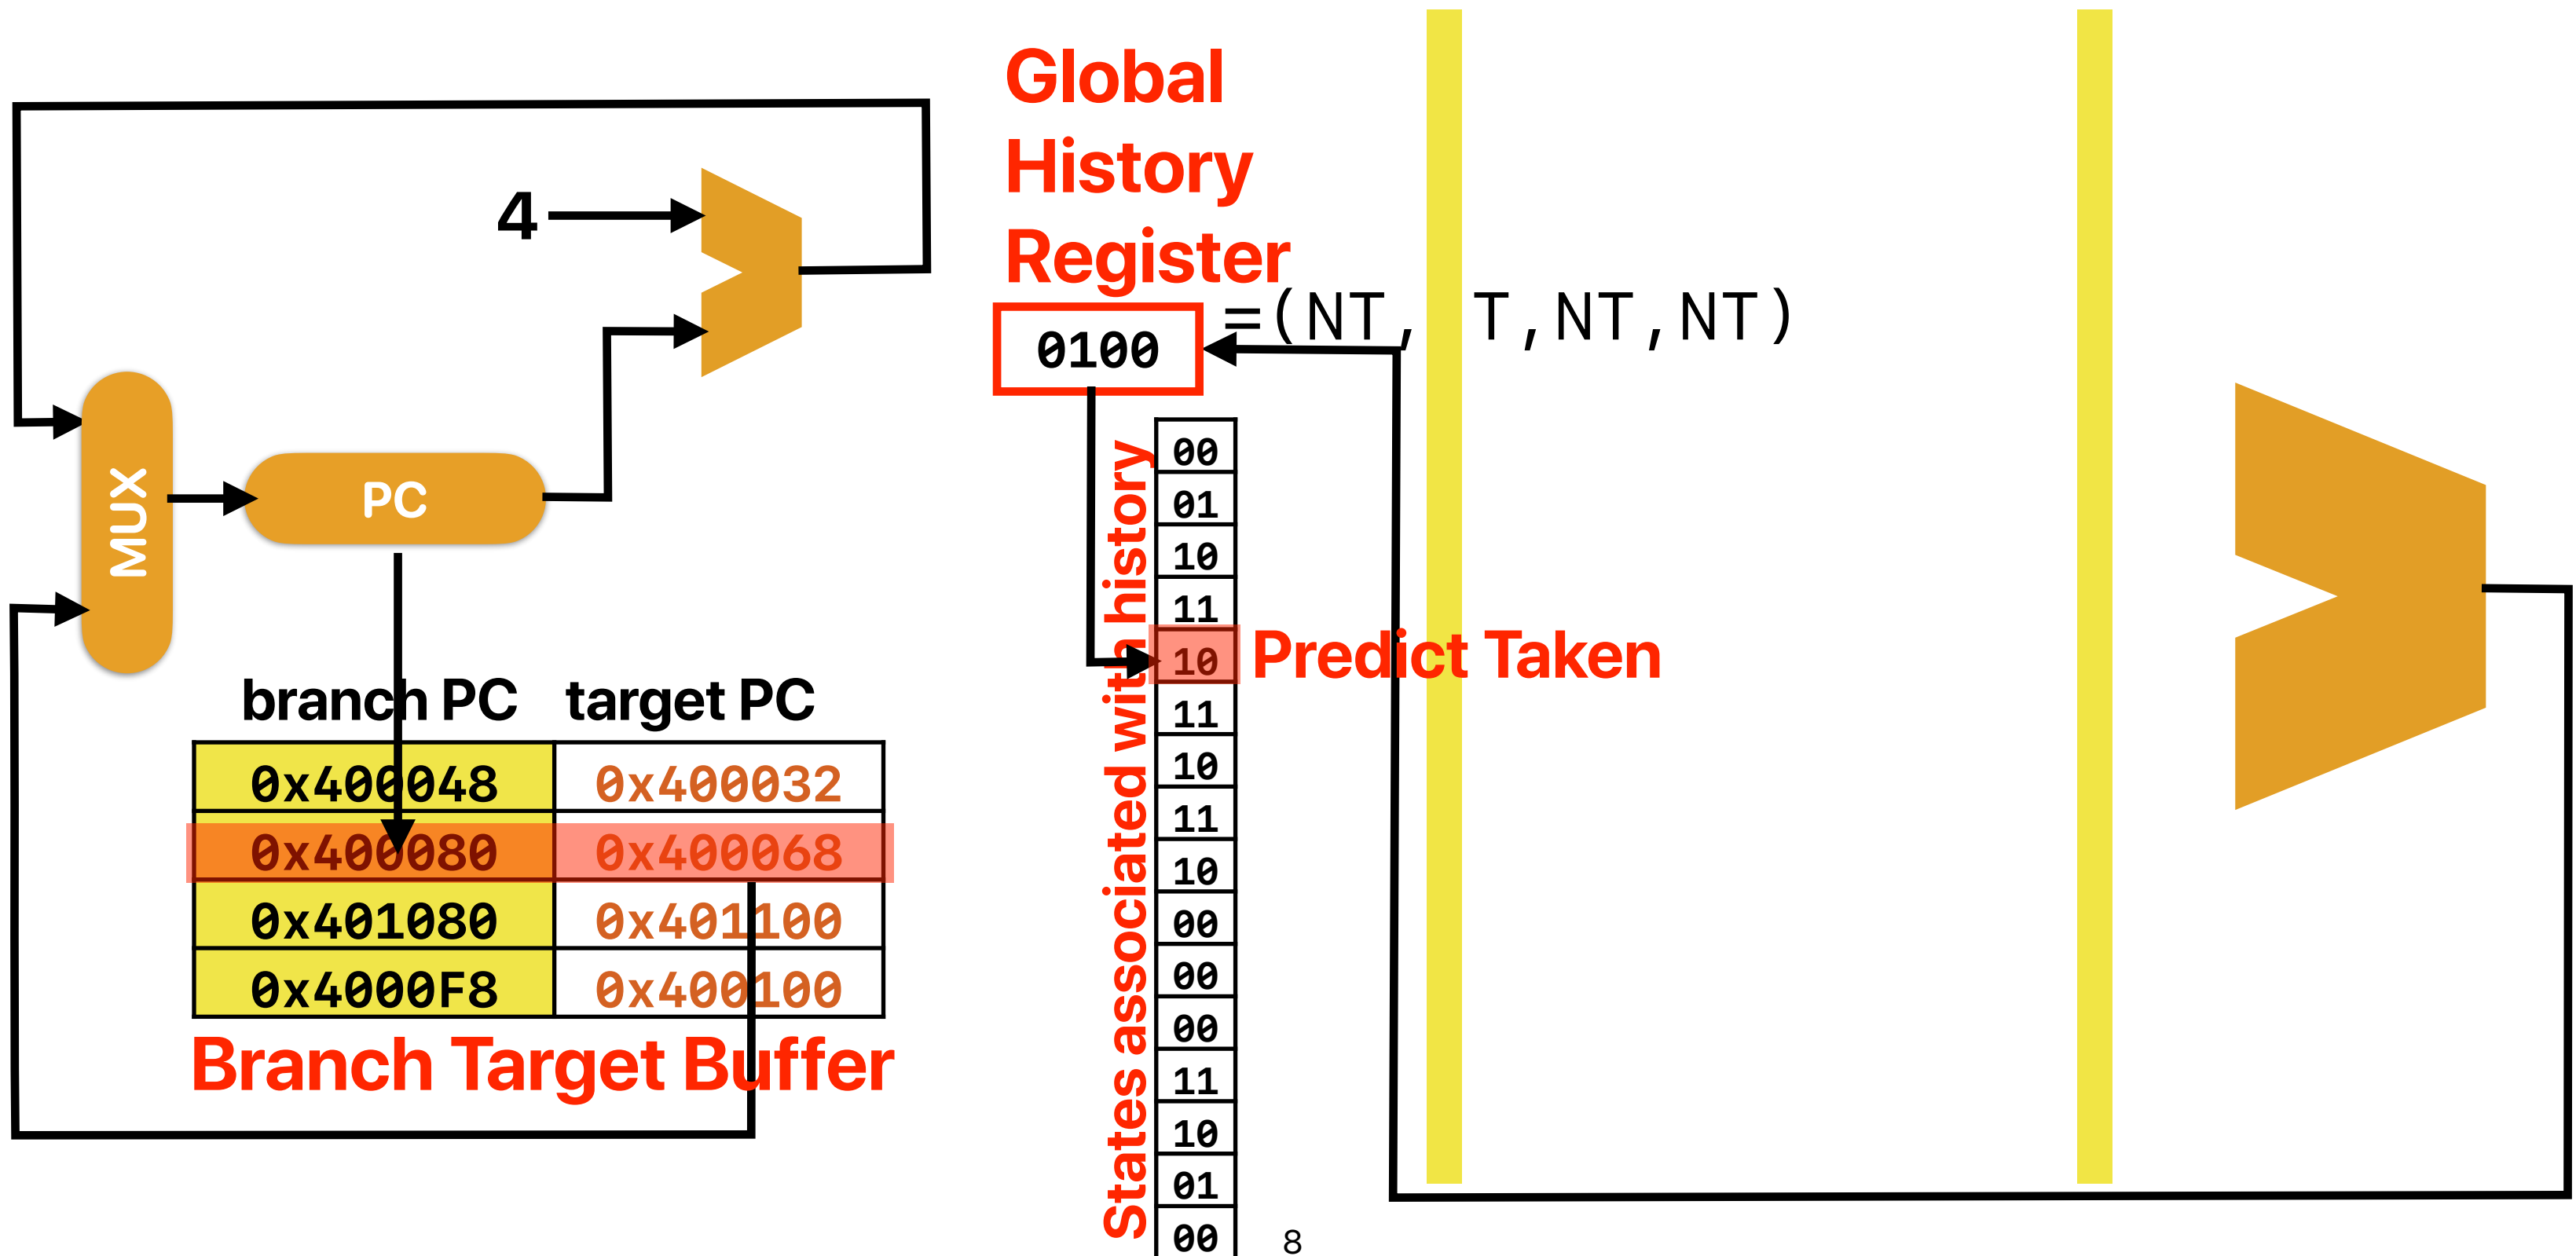 Global
History
Register
4
=(NT, T,NT,NT)
0100
MUX
PC
States associated with history
00
01
10
11
10
Predict Taken
11
10
11
10
00
00
00
11
10
01
00
branch PC target PC
0x400048 0x400032
0x400080 0x400068
0x401080 0x401100
0x4000F8 0x400100
Branch Target Buffer
8